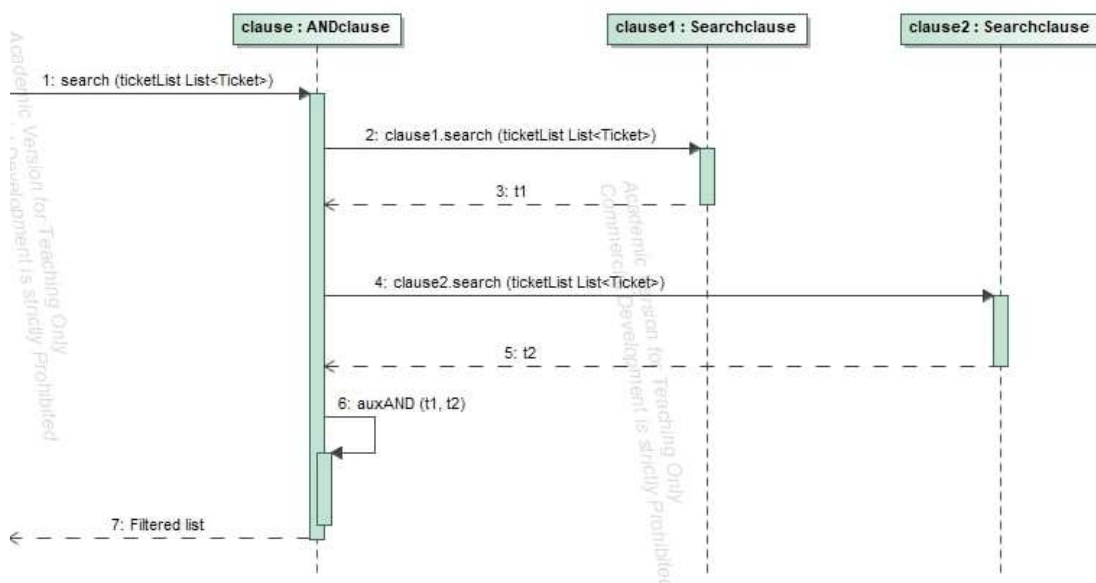 clause : ANDclause
clause1 : Searchclause
clause2 : Searchclause
1: search (ticketList List<Ticket>)
2: clause1.search (ticketList List<Ticket>)
3: t1
4: clause2.search (ticketList List<Ticket>)
5: t2
6: auxAND (t1, t2)
7: Filtered list
Academic Version for Teaching Only
Development is strictly Prohibited
Academic Version for Teaching Only
Commercial Development is strictly Prohibited